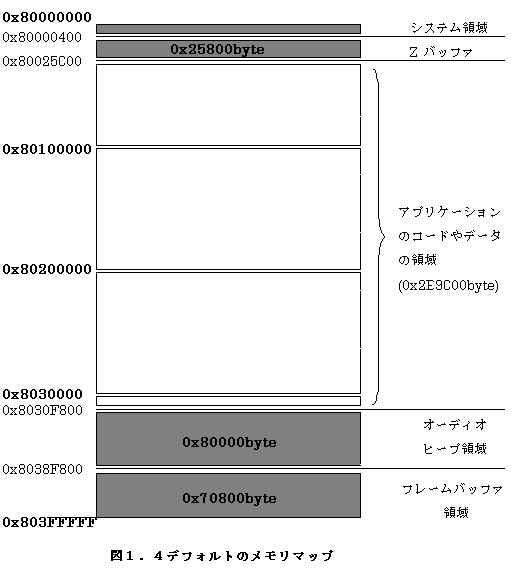 0x80000000
システム領域
0x80000400
0x25800byte
Z バッファ
0x80025C00
0x80100000
アプリケーション
のコードやデータ
の領域
(0x2E9C00byte)
0x80200000
0x8030000
0x8030F800
オーディオ
ヒープ領域
0x80000byte
0x8038F800
フレームバッファ
領域
0x70800byte
0x803FFFFF
図１．４デフォルトのメモリマップ